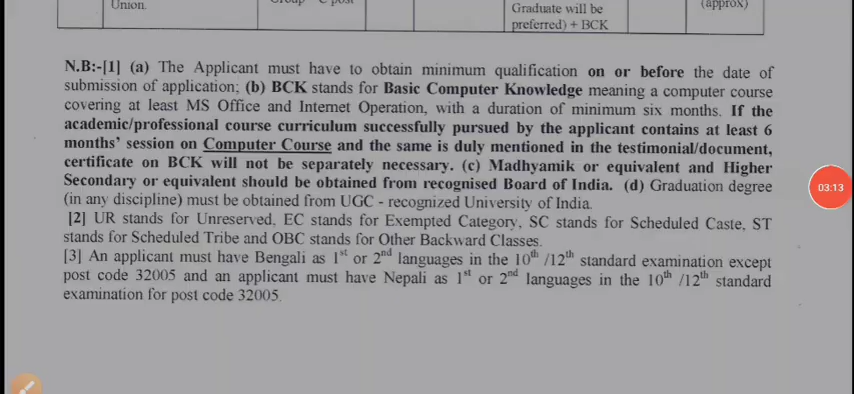 Union.
Group – C post
Graduate will be
preferred) + BCK
(approx)
N.B:-[1] (a) The Applicant must have to obtain minimum qualification on or before the date of
submission of application; (b) BCK stands for Basic Computer Knowledge meaning a computer course
covering at least MS Office and Internet Operation, with a duration of minimum six months. If the
academic/professional course curriculum successfully pursued by the applicant contains at least 6
months' session on Computer Course and the same is duly mentioned in the testimonial/document,
certificate on BCK will not be separately necessary. (c) Madhyamik or equivalent and Higher
Secondary or equivalent should be obtained from recognised Board of India. (d) Graduation degree
(in any discipline) must be obtained from UGC - recognized University of India.
[2] UR stands for Unreserved, EC stands for Exempted Category, SC stands for Scheduled Caste, ST
stands for Scheduled Tribe and OBC stands for Other Backward Classes.
[3] An applicant must have Bengali as 1st or 2nd languages in the 10th /12th standard examination except
post code 32005 and an applicant must have Nepali as 1st or 2nd languages in the 10th /12th standard
examination for post code 32005.
03:13